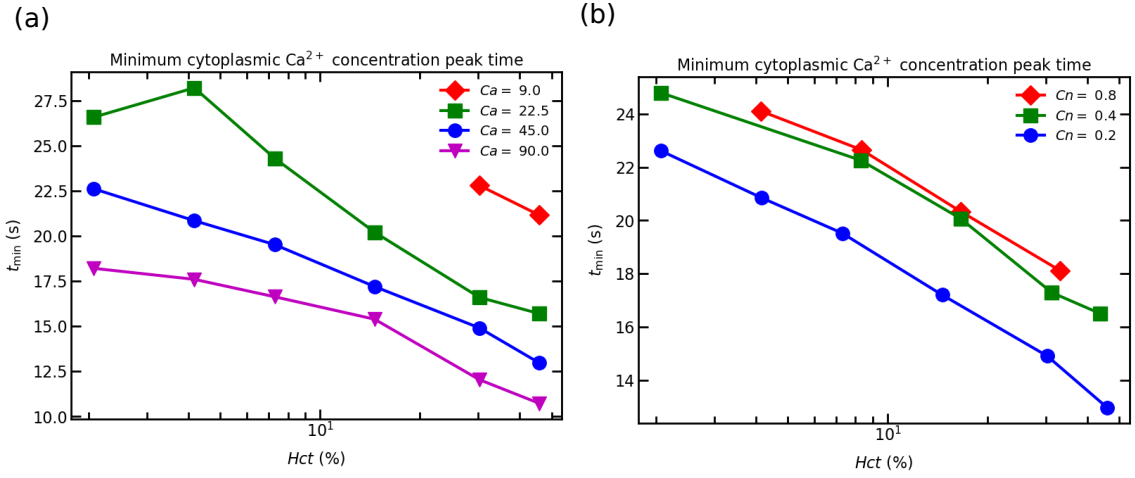 (a)
Minimum cytoplasmic Ca²⁺ concentration peak time
Ca = 9.0
Ca = 22.5
Ca = 45.0
Ca = 90.0
27.5
25.0
22.5
20.0
17.5
15.0
12.5
10.0
t_min (s)
10¹
Hct (%)
(b)
Minimum cytoplasmic Ca²⁺ concentration peak time
Cn = 0.8
Cn = 0.4
Cn = 0.2
24
22
20
18
16
14
t_min (s)
10¹
Hct (%)